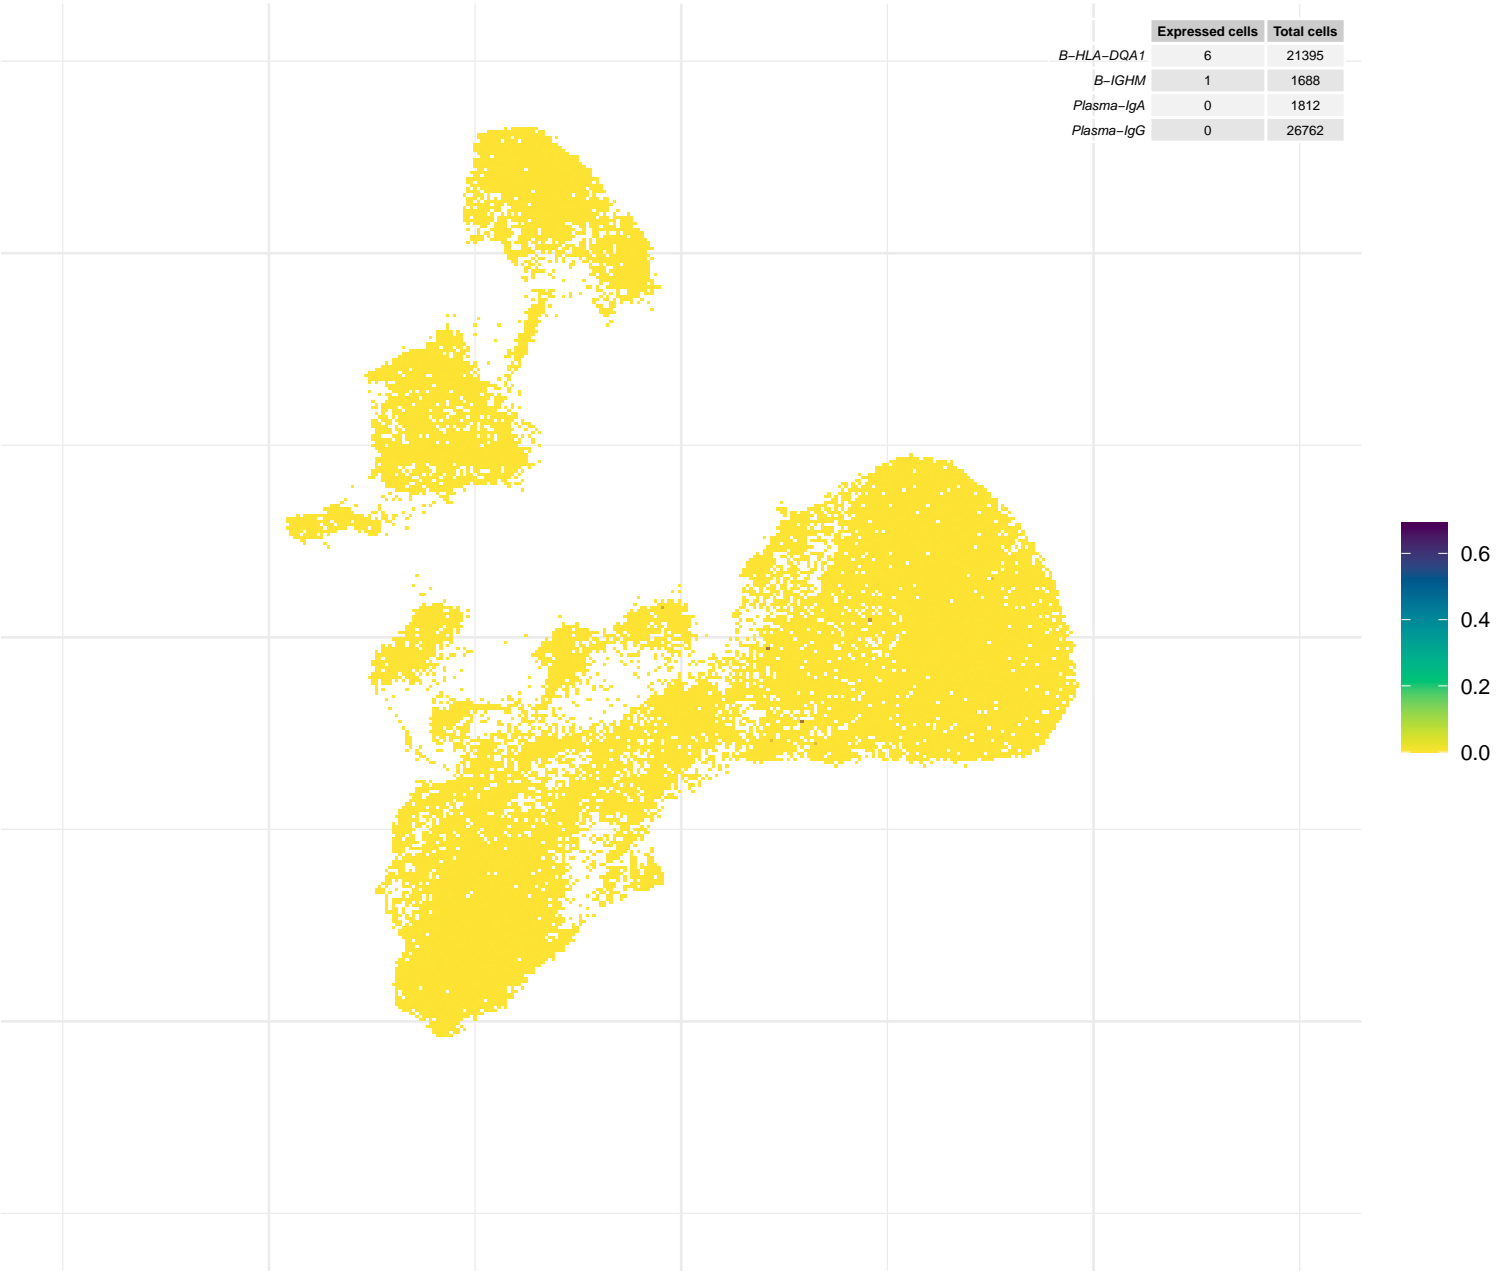 Expressed cells Total cells
B−HLA−DQA1 6 21395
B−IGHM 1 1688
Plasma−IgA 0 1812
Plasma−IgG 0 26762
0.6
0.4
0.2
0.0